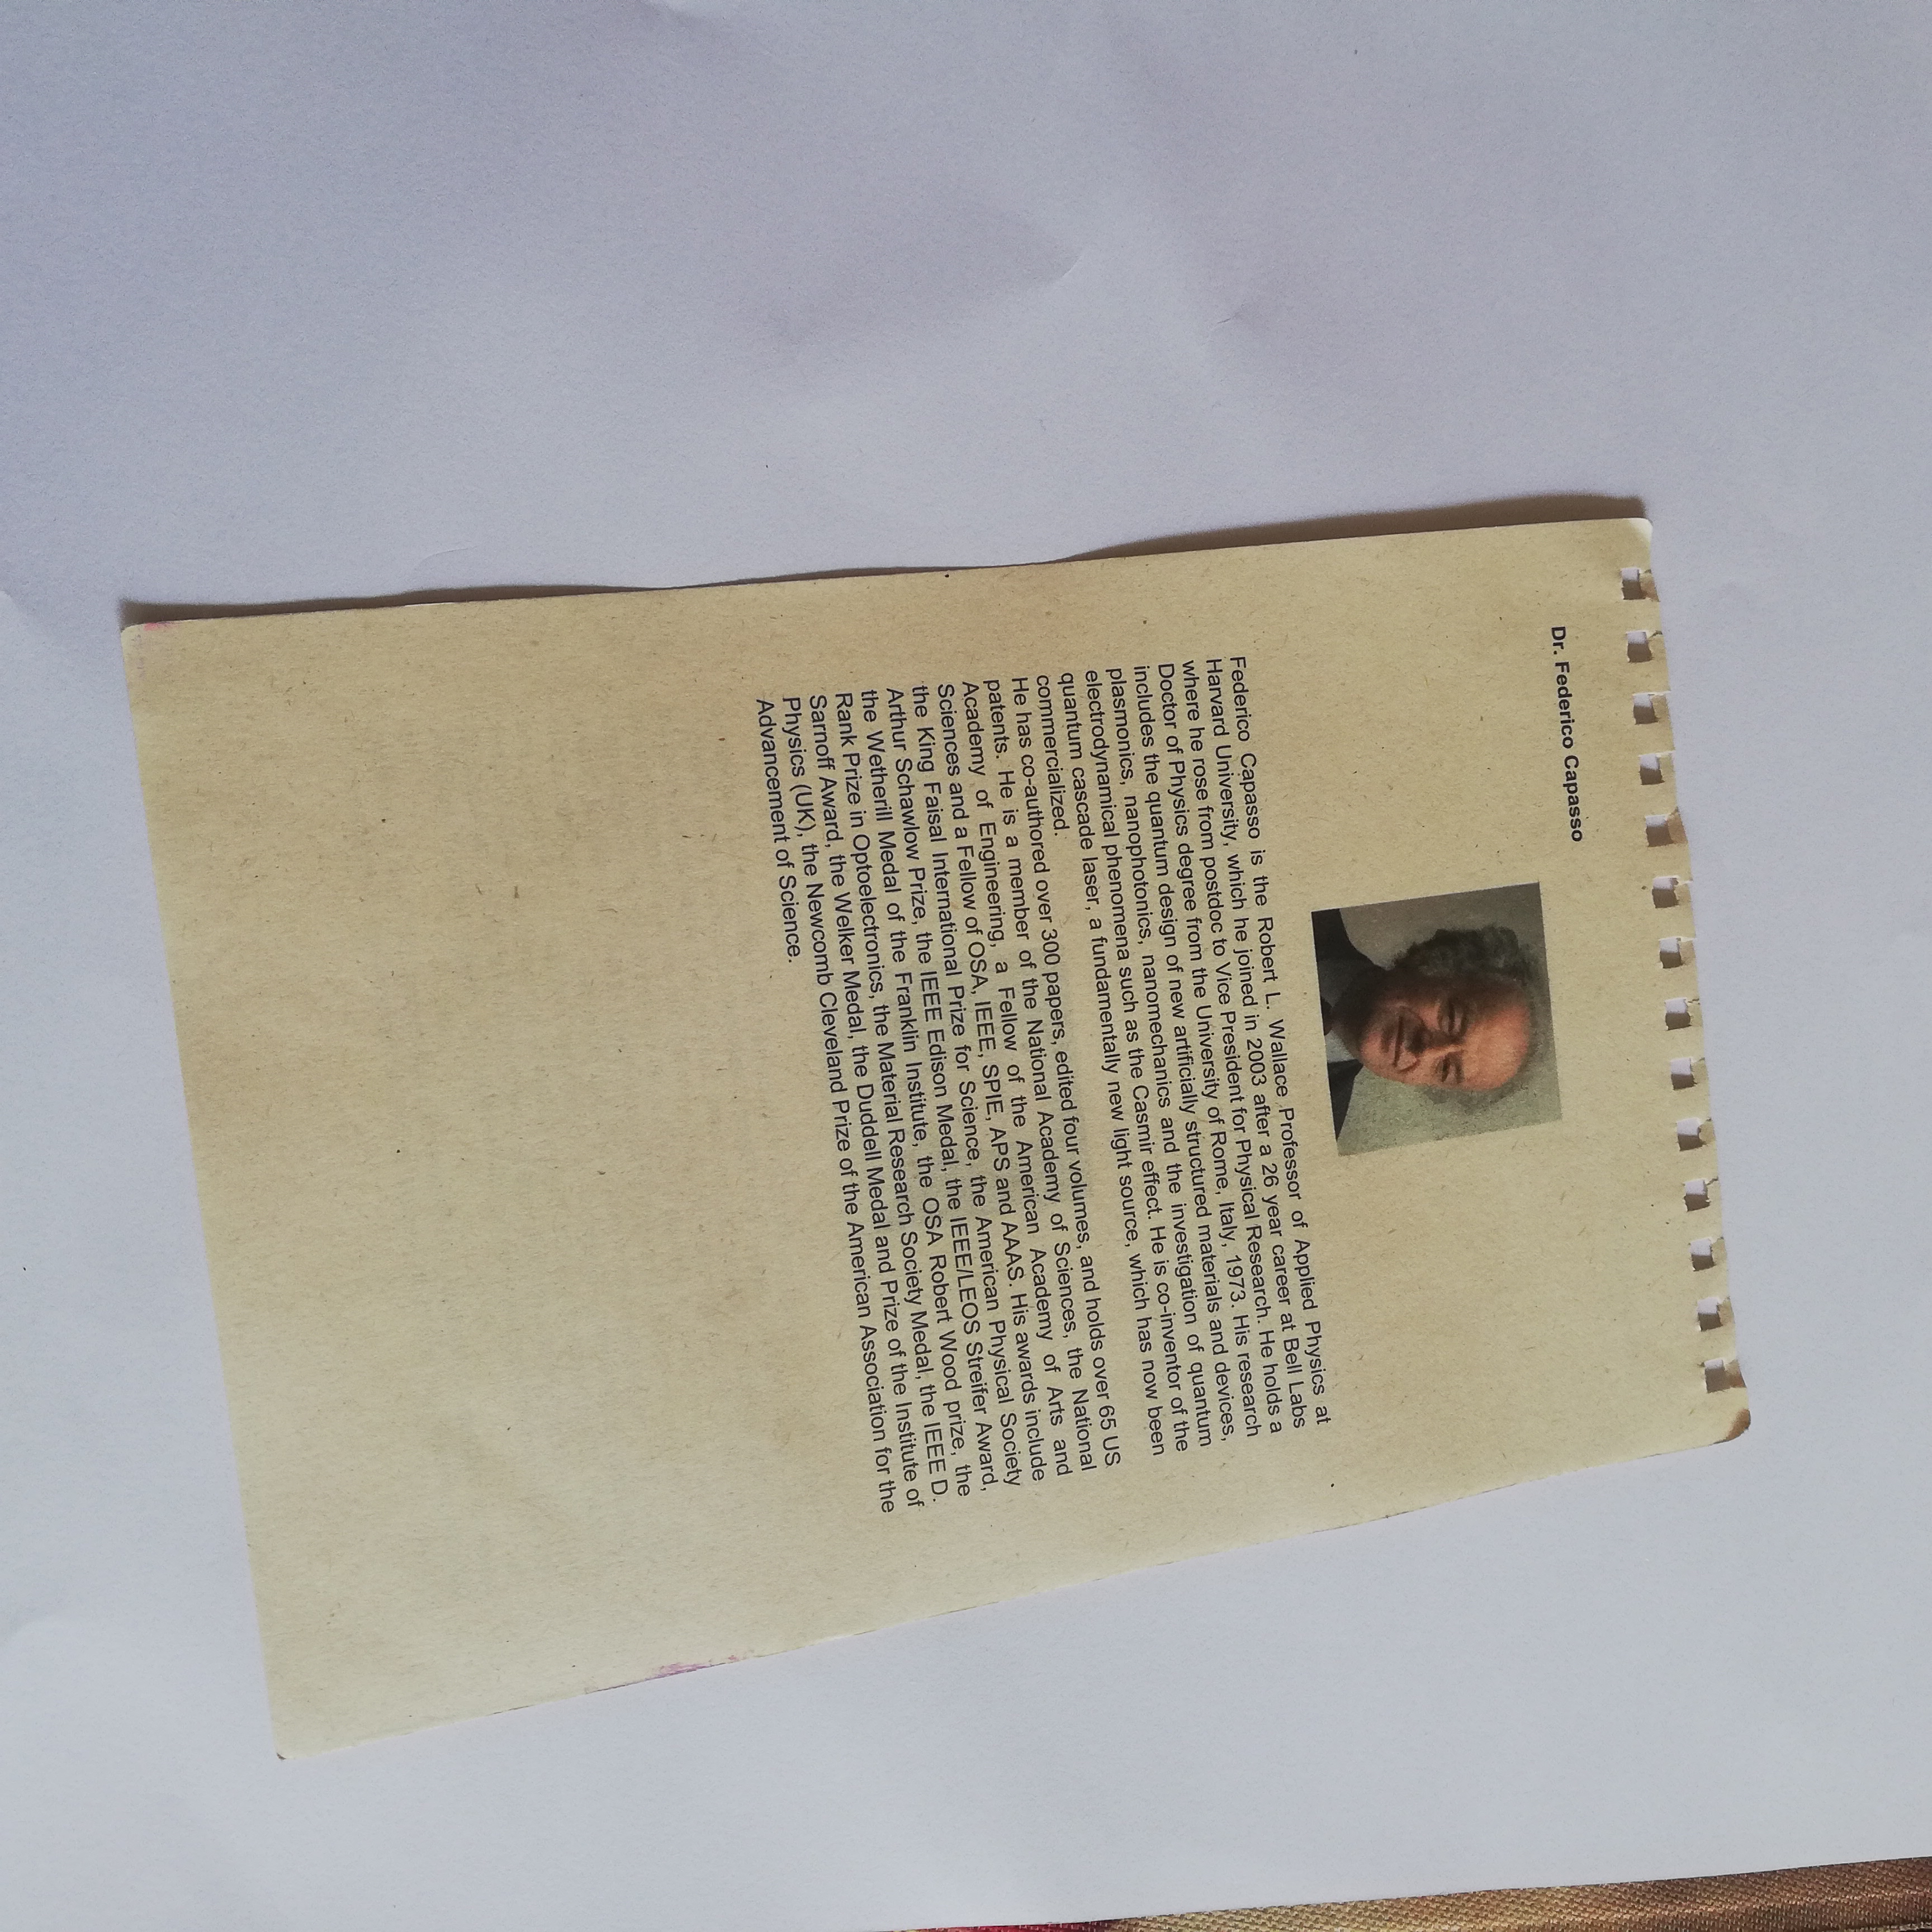 Dr. Federico Capasso
Federico Capasso is the Robert L. Wallace Professor of Applied Physics at
Harvard University, which he joined in 2003 after a 26 year career at Bell Labs
where he rose from postdoc to Vice President for Physical Research. He holds a
Doctor of Physics degree from the University of Rome, Italy, 1973. His research
includes the quantum design of new artificially structured materials and devices,
plasmonics, nanophotonics, nanomechanics and the investigation of quantum
electrodynamical phenomena such as the Casmir effect. He is co-inventor of the
quantum cascade laser, a fundamentally new light source, which has now been
commercialized.
He has co-authored over 300 papers, edited four volumes, and holds over 65 US
patents. He is a member of the National Academy of Sciences, the National
Academy of Engineering, a Fellow of the American Academy of Arts and
Sciences and a Fellow of OSA, IEEE, SPIE, APS and AAAS. His awards include
the King Faisal International Prize for Science, the American Physical Society
Arthur Schawlow Prize, the IEEE Edison Medal, the IEEE/LEOS Streifer Award,
the Wetherill Medal of the Franklin Institute, the OSA Robert Wood prize, the
Rank Prize in Optoelectronics, the Material Research Society Medal, the IEEE D.
Sarnoff Award, the Welker Medal, the Duddell Medal and Prize of the Institute of
Physics (UK), the Newcomb Cleveland Prize of the American Association for the
Advancement of Science.